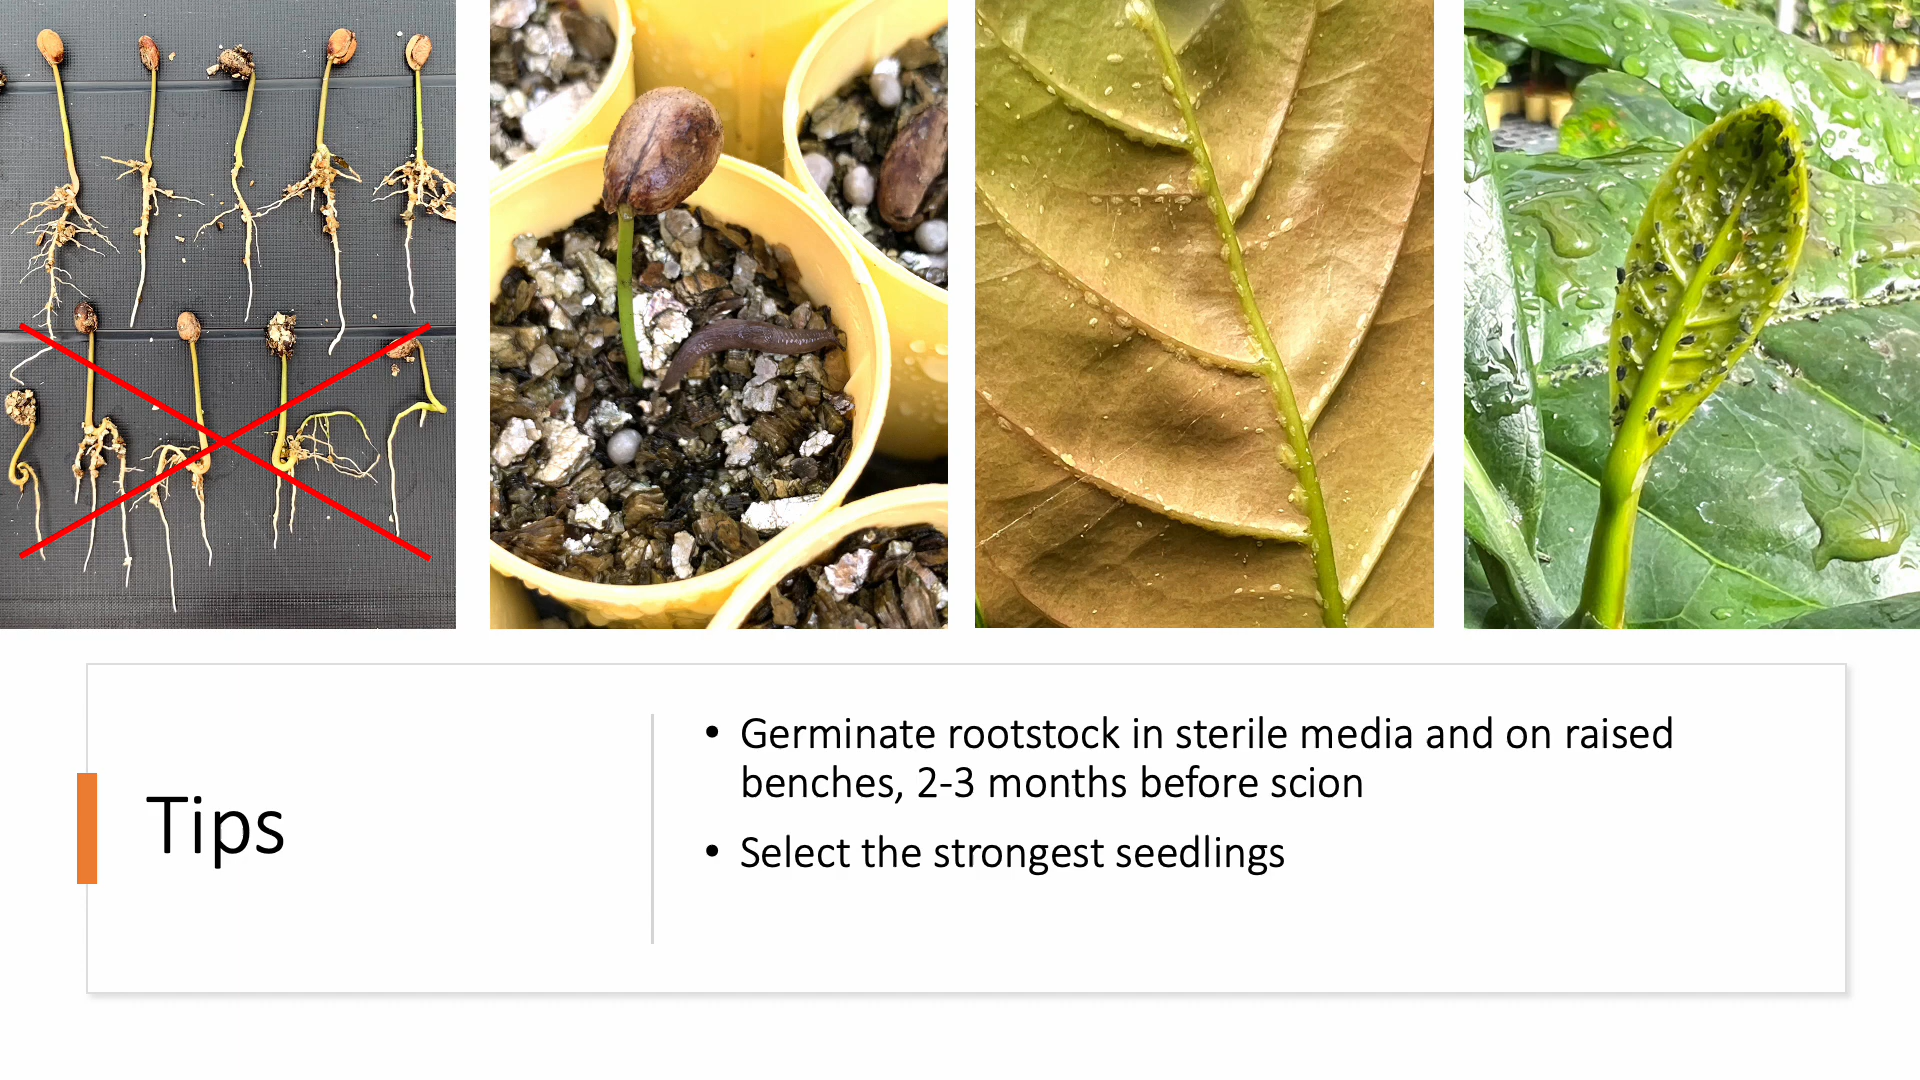 Tips
• Germinate rootstock in sterile media and on raised
benches, 2-3 months before scion
• Select the strongest seedlings